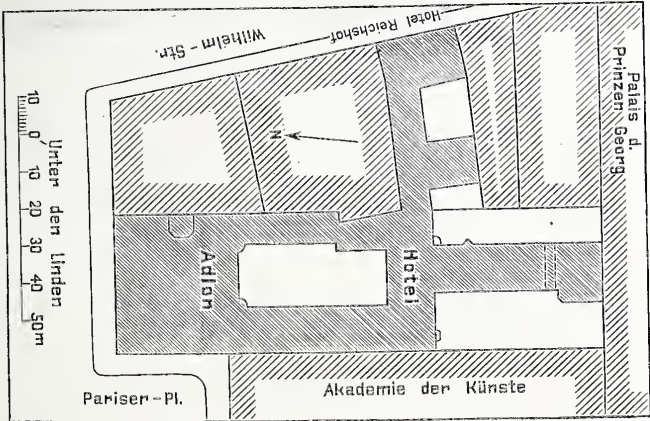 Hotel Reichshof
Wilhelm-Str.
Palais d.
Prinzen Georg
N
10 0 10 20 30 40 50m
Unter den Linden
Hotel
Adlon
Pariser-Pl.
Akademie der Künste